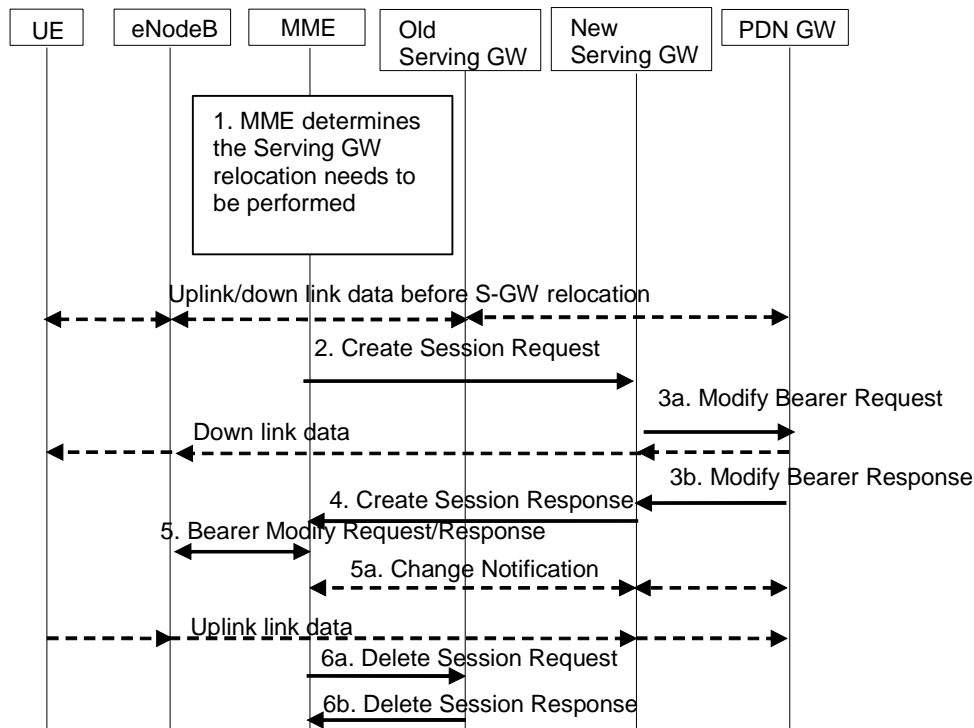 UE
eNodeB
MME
Old
Serving GW
New
Serving GW
PDN GW
1. MME determines
the Serving GW
relocation needs to
be performed
Uplink/down link data before S-GW relocation
2. Create Session Request
3a. Modify Bearer Request
Down link data
3b. Modify Bearer Response
4. Create Session Response
5. Bearer Modify Request/Response
5a. Change Notification
Uplink link data
6a. Delete Session Request
6b. Delete Session Response